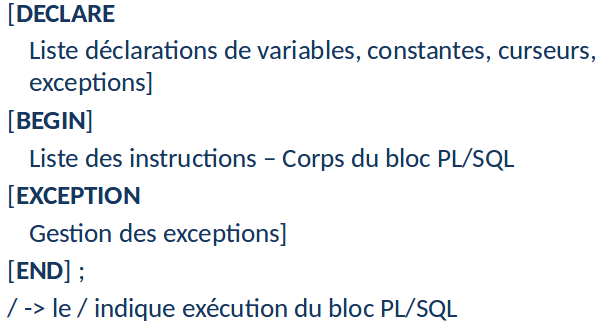 [DECLARE
Liste déclarations de variables, constantes, curseurs,
exceptions]
[BEGIN]
Liste des instructions – Corps du bloc PL/SQL
[EXCEPTION
Gestion des exceptions]
[END] ;
/ -> le / indique exécution du bloc PL/SQL